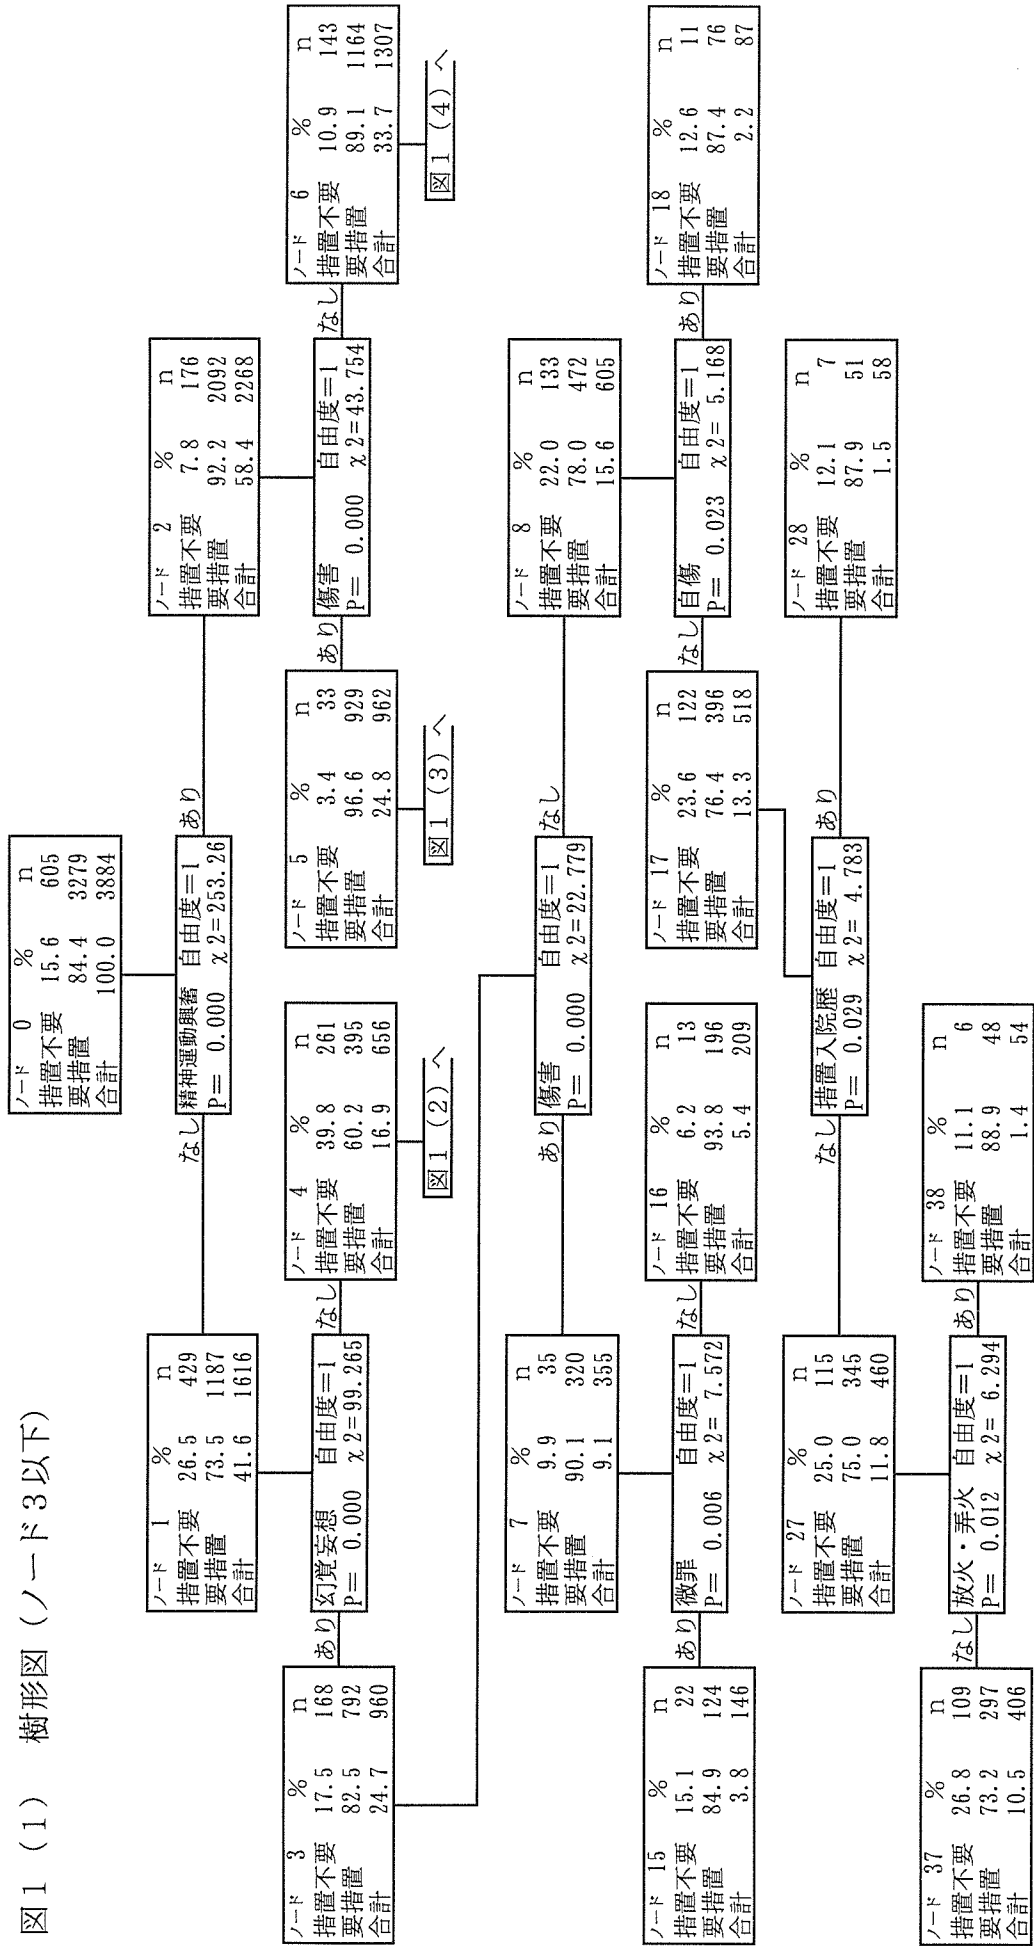 図1(1) 樹形図(ノード3以下)
ノード 0 % n
措置不要 15.6 605
要措置 84.4 3279
合計 100.0 3884
精神運動興奮 自由度=1
P= 0.000 χ2=253.26
なし
あり
ノード 1 % n
措置不要 26.5 429
要措置 73.5 1187
合計 41.6 1616
ノード 2 % n
措置不要 7.8 176
要措置 92.2 2092
合計 58.4 2268
幻覚妄想 自由度=1
P= 0.000 χ2=99.265
あり
なし
傷害 自由度=1
P= 0.000 χ2=43.754
あり
なし
ノード 3 % n
措置不要 17.5 168
要措置 82.5 792
合計 24.7 960
ノード 4 % n
措置不要 39.8 261
要措置 60.2 395
合計 16.9 656
図1(2)へ
ノード 5 % n
措置不要 3.4 33
要措置 96.6 929
合計 24.8 962
図1(3)へ
ノード 6 % n
措置不要 10.9 143
要措置 89.1 1164
合計 33.7 1307
図1(4)へ
傷害 自由度=1
P= 0.000 χ2=22.779
あり
なし
ノード 7 % n
措置不要 9.9 35
要措置 90.1 320
合計 9.1 355
ノード 8 % n
措置不要 22.0 133
要措置 78.0 472
合計 15.6 605
微罪 自由度=1
P= 0.006 χ2= 7.572
あり
なし
自傷 自由度=1
P= 0.023 χ2= 5.168
なし
あり
ノード 15 % n
措置不要 15.1 22
要措置 84.9 124
合計 3.8 146
ノード 16 % n
措置不要 6.2 13
要措置 93.8 196
合計 5.4 209
ノード 17 % n
措置不要 23.6 122
要措置 76.4 396
合計 13.3 518
ノード 18 % n
措置不要 12.6 11
要措置 87.4 76
合計 2.2 87
措置入院歴 自由度=1
P= 0.029 χ2= 4.783
なし
あり
ノード 27 % n
措置不要 25.0 115
要措置 75.0 345
合計 11.8 460
ノード 28 % n
措置不要 12.1 7
要措置 87.9 51
合計 1.5 58
放火・弄火 自由度=1
P= 0.012 χ2= 6.294
なし
あり
ノード 37 % n
措置不要 26.8 109
要措置 73.2 297
合計 10.5 406
ノード 38 % n
措置不要 11.1 6
要措置 88.9 48
合計 1.4 54